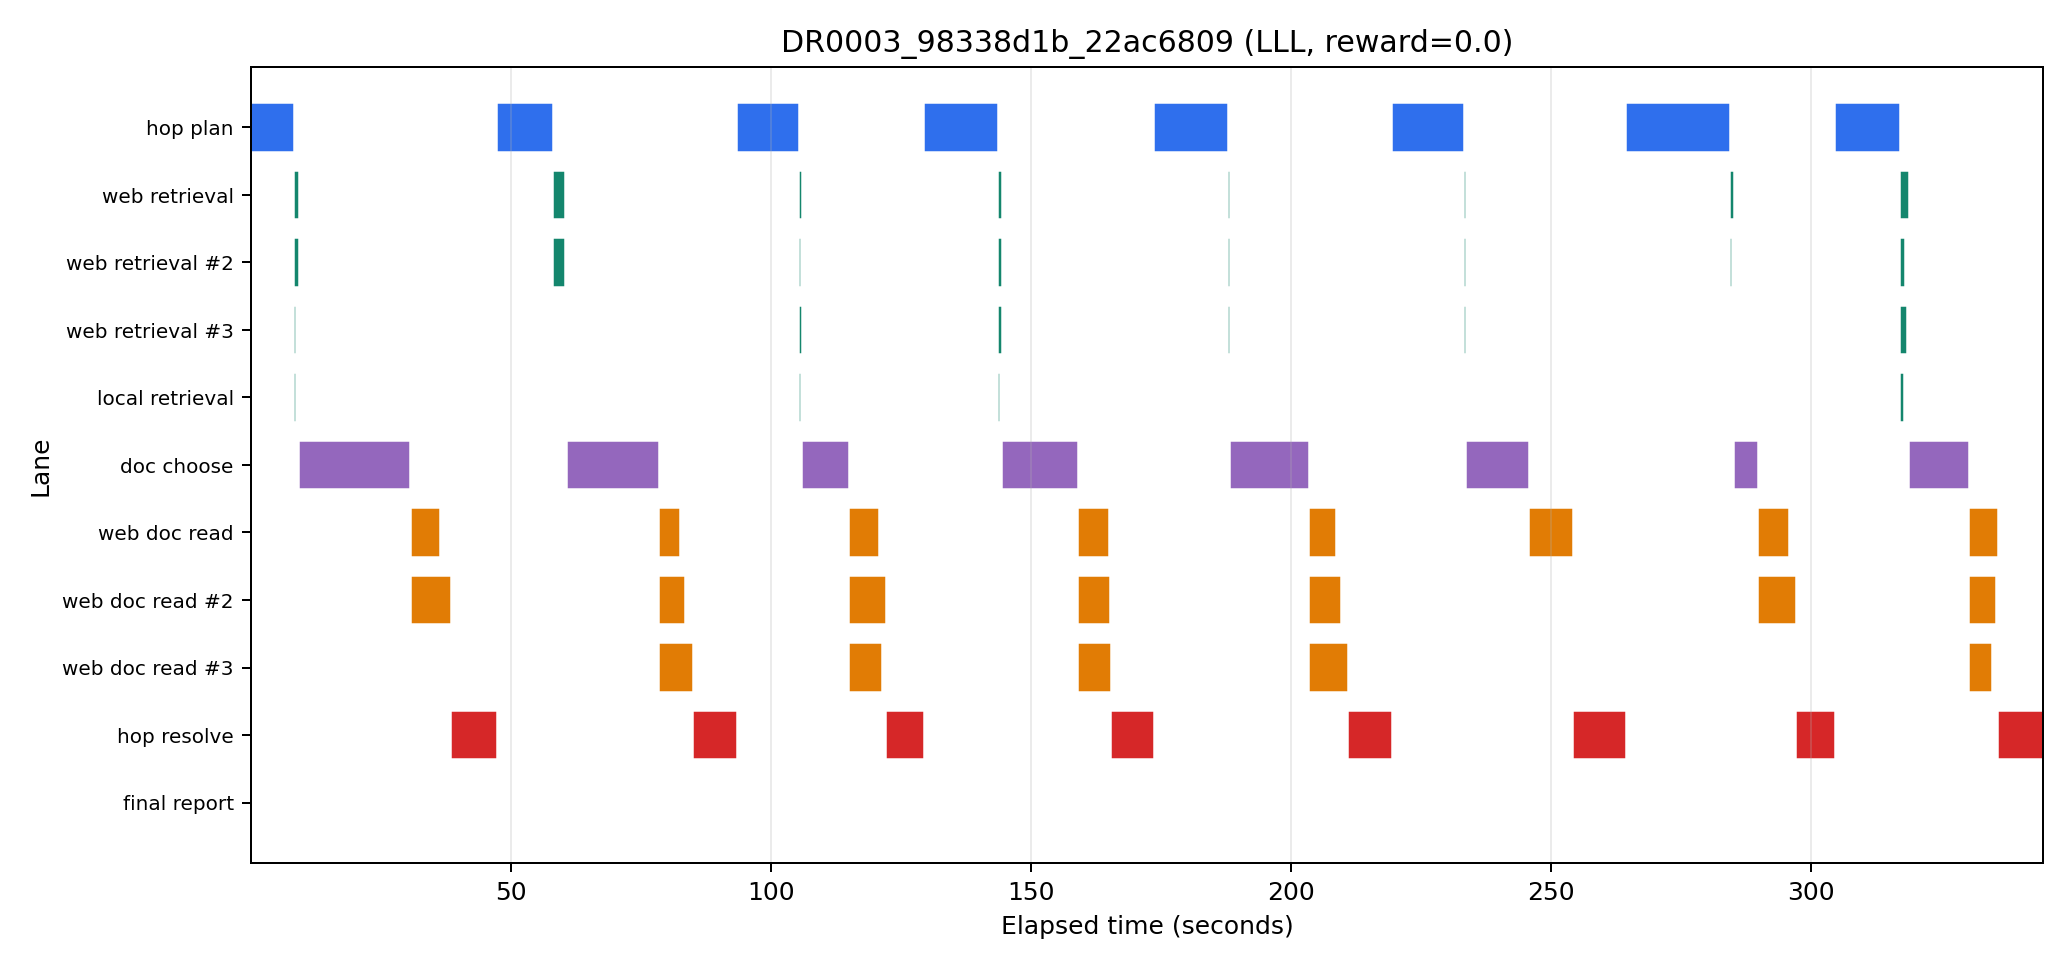 DR0003_98338d1b_22ac6809 (LLL, reward=0.0)
hop plan
web retrieval
web retrieval #2
web retrieval #3
local retrieval
doc choose
web doc read
web doc read #2
web doc read #3
hop resolve
final report
Lane
50 100 150 200 250 300
Elapsed time (seconds)